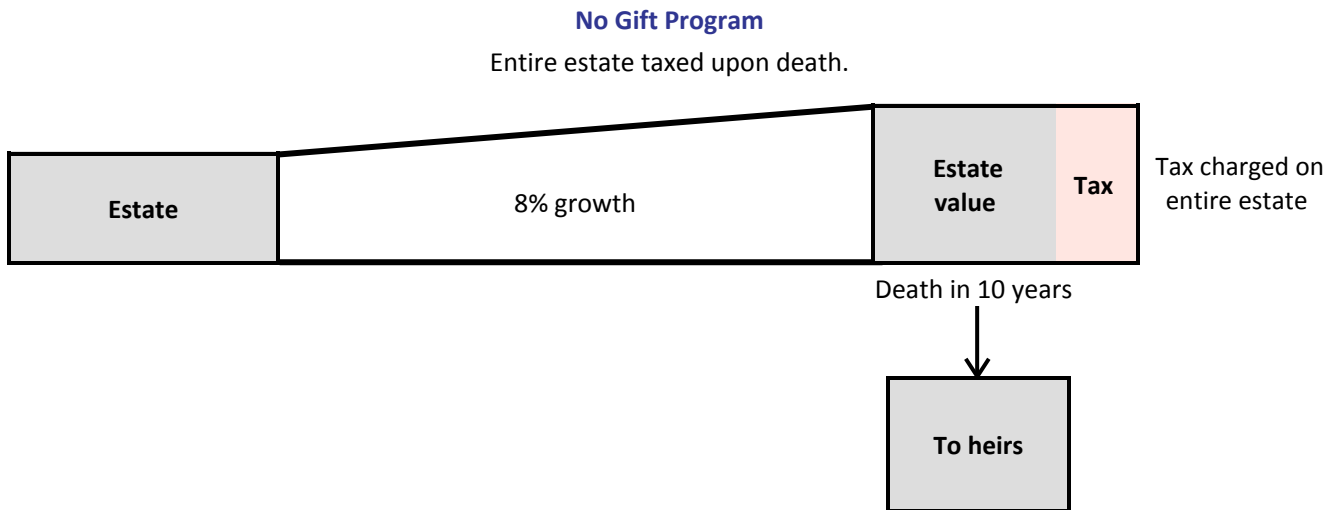 No Gift Program
Entire estate taxed upon death.
Estate
8% growth
Estate
value
Tax
Tax charged on
entire estate
Death in 10 years
To heirs